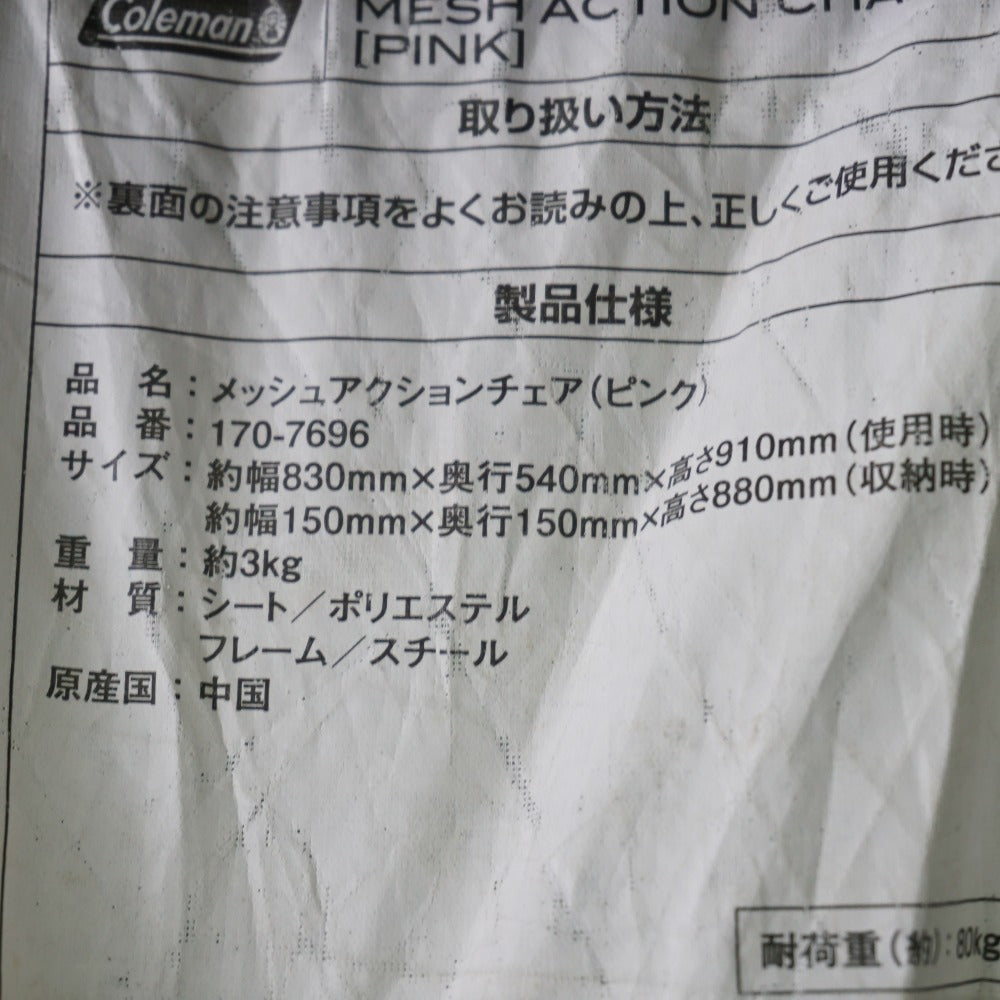 Coleman
MESH ACTION CHA
[PINK]
取り扱い方法
※裏面の注意事項をよくお読みの上、正しくご使用くださ
製品仕様
品 名：メッシュアクションチェア（ピンク）
品 番：170-7696
サイズ：約幅830mm×奥行540mm×高さ910mm（使用時）
約幅150mm×奥行150mm×高さ880mm（収納時）
重 量：約3kg
材 質：シート／ポリエステル
フレーム／スチール
原産国：中国
耐荷重（約）：80kg